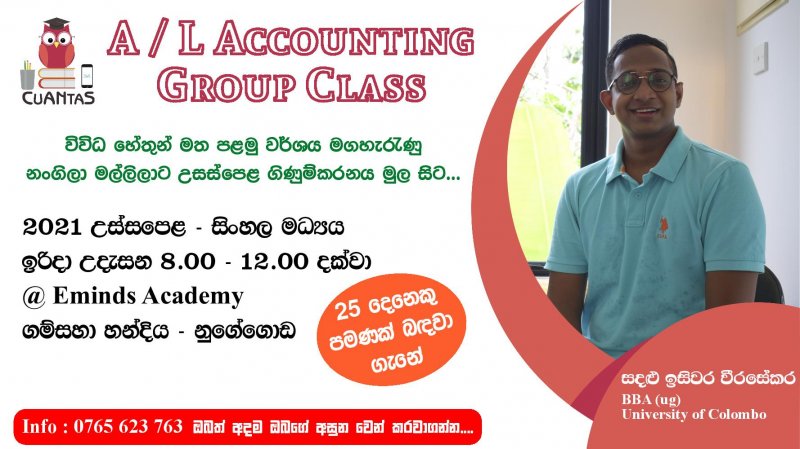 CUANTAS
A / L ACCOUNTING
GROUP CLASS
විවිධ හේතුන් මත පළමු වර්ශය මගහැරුණු
නංගිලා මල්ලිලාට උසස්පෙළ ගිණුම්කරනය මුල සිට...
2021 උස්සපෙළ - සිංහල මධ්‍යය
ඉරිදා උදැසන 8.00 - 12.00 දක්වා
@ Eminds Academy
ගම්සහා හන්දිය - නුගේගොඩ
25 දෙනෙකු
පමණක් බඳවා
ගැනේ
සදළු ඉසිවර වීරසේකර
BBA (ug)
University of Colombo
Info : 0765 623 763 ඔබත් අදම ඔබගේ අසුන වෙන් කරවාගන්න....